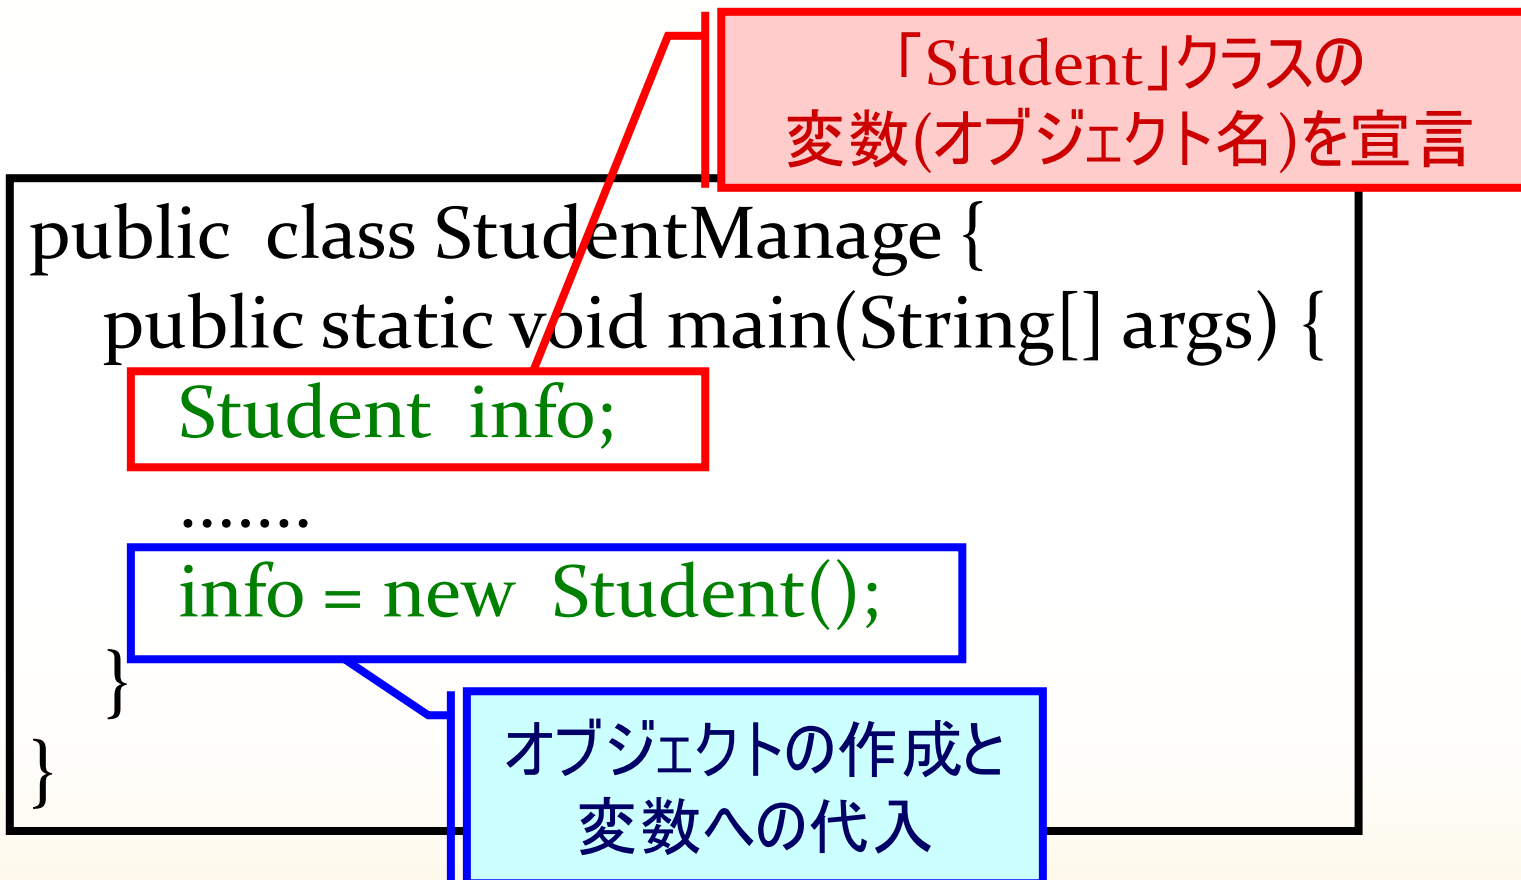 「Student」クラスの
変数(オブジェクト名)を宣言
public class StudentManage {
public static void main(String[] args) {
Student info;
.......
info = new Student();
}
}
オブジェクトの作成と
変数への代入